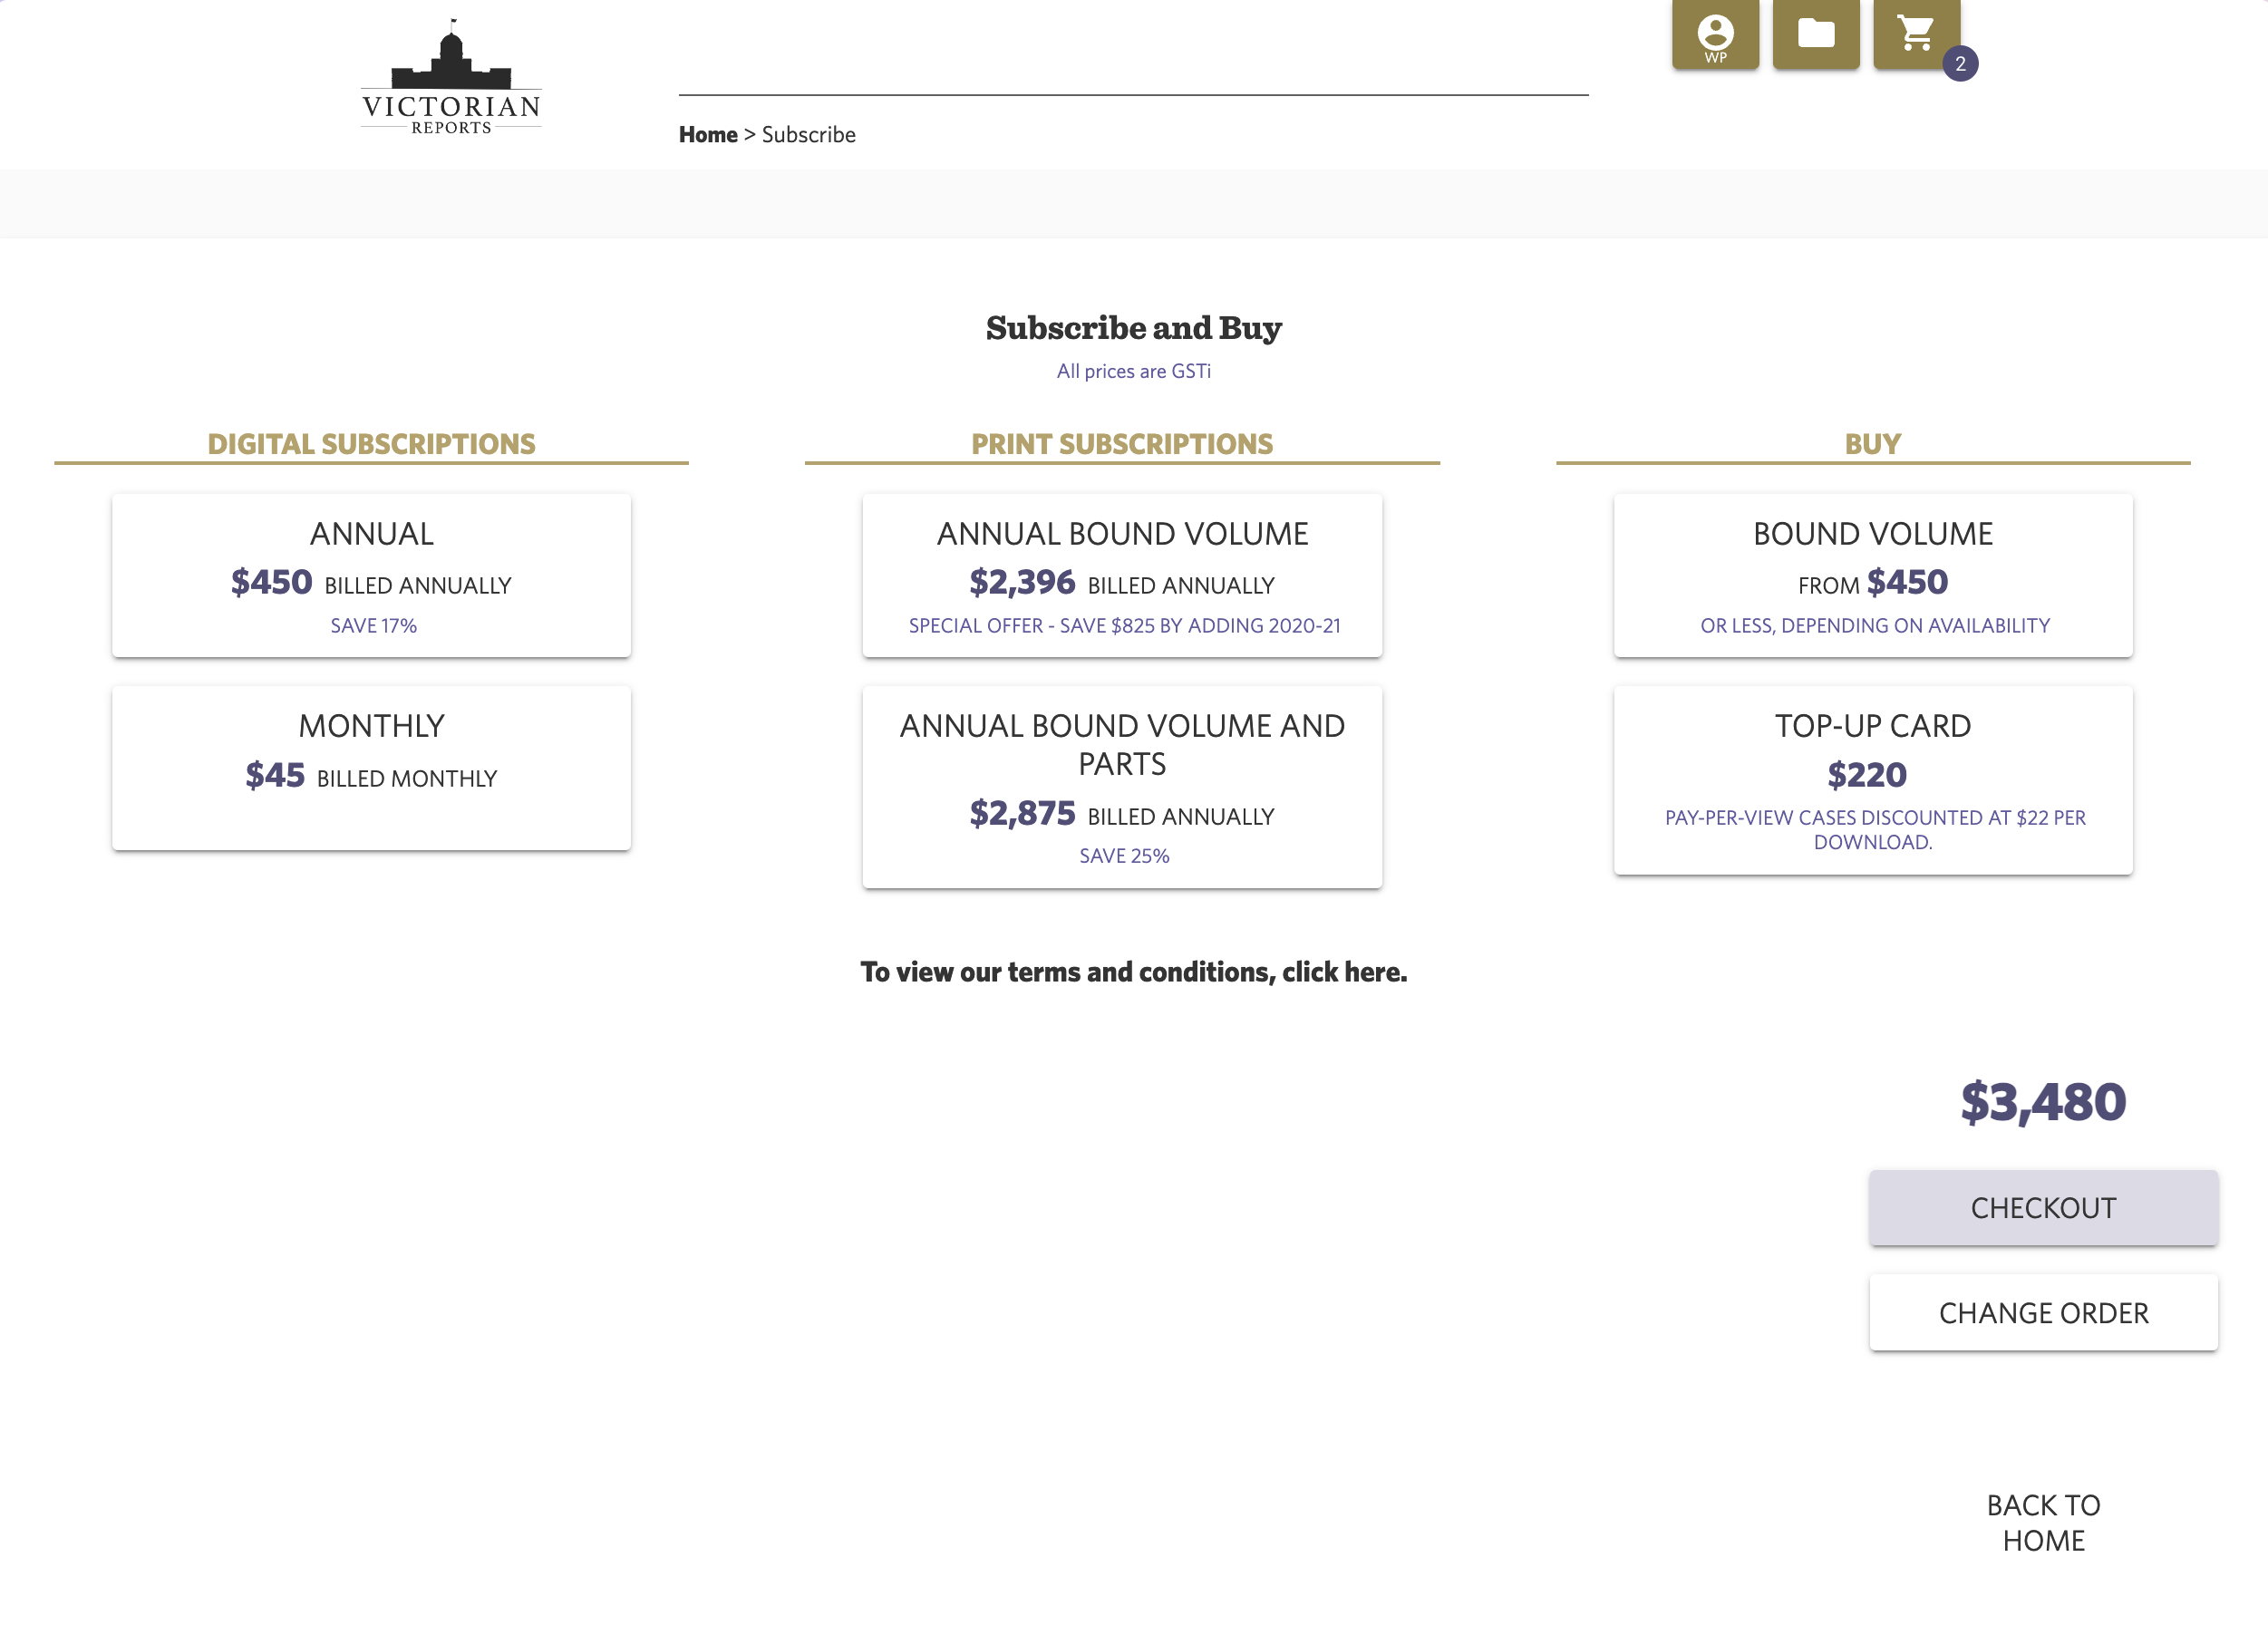 VICTORIAN
REPORTS
WP
2
Home > Subscribe
Subscribe and Buy
All prices are GSTi
DIGITAL SUBSCRIPTIONS
ANNUAL
$450 BILLED ANNUALLY
SAVE 17%
MONTHLY
$45 BILLED MONTHLY
PRINT SUBSCRIPTIONS
ANNUAL BOUND VOLUME
$2,396 BILLED ANNUALLY
SPECIAL OFFER - SAVE $825 BY ADDING 2020-21
ANNUAL BOUND VOLUME AND
PARTS
$2,875 BILLED ANNUALLY
SAVE 25%
BUY
BOUND VOLUME
FROM $450
OR LESS, DEPENDING ON AVAILABILITY
TOP-UP CARD
$220
PAY-PER-VIEW CASES DISCOUNTED AT $22 PER
DOWNLOAD.
To view our terms and conditions, click here.
$3,480
CHECKOUT
CHANGE ORDER
BACK TO
HOME